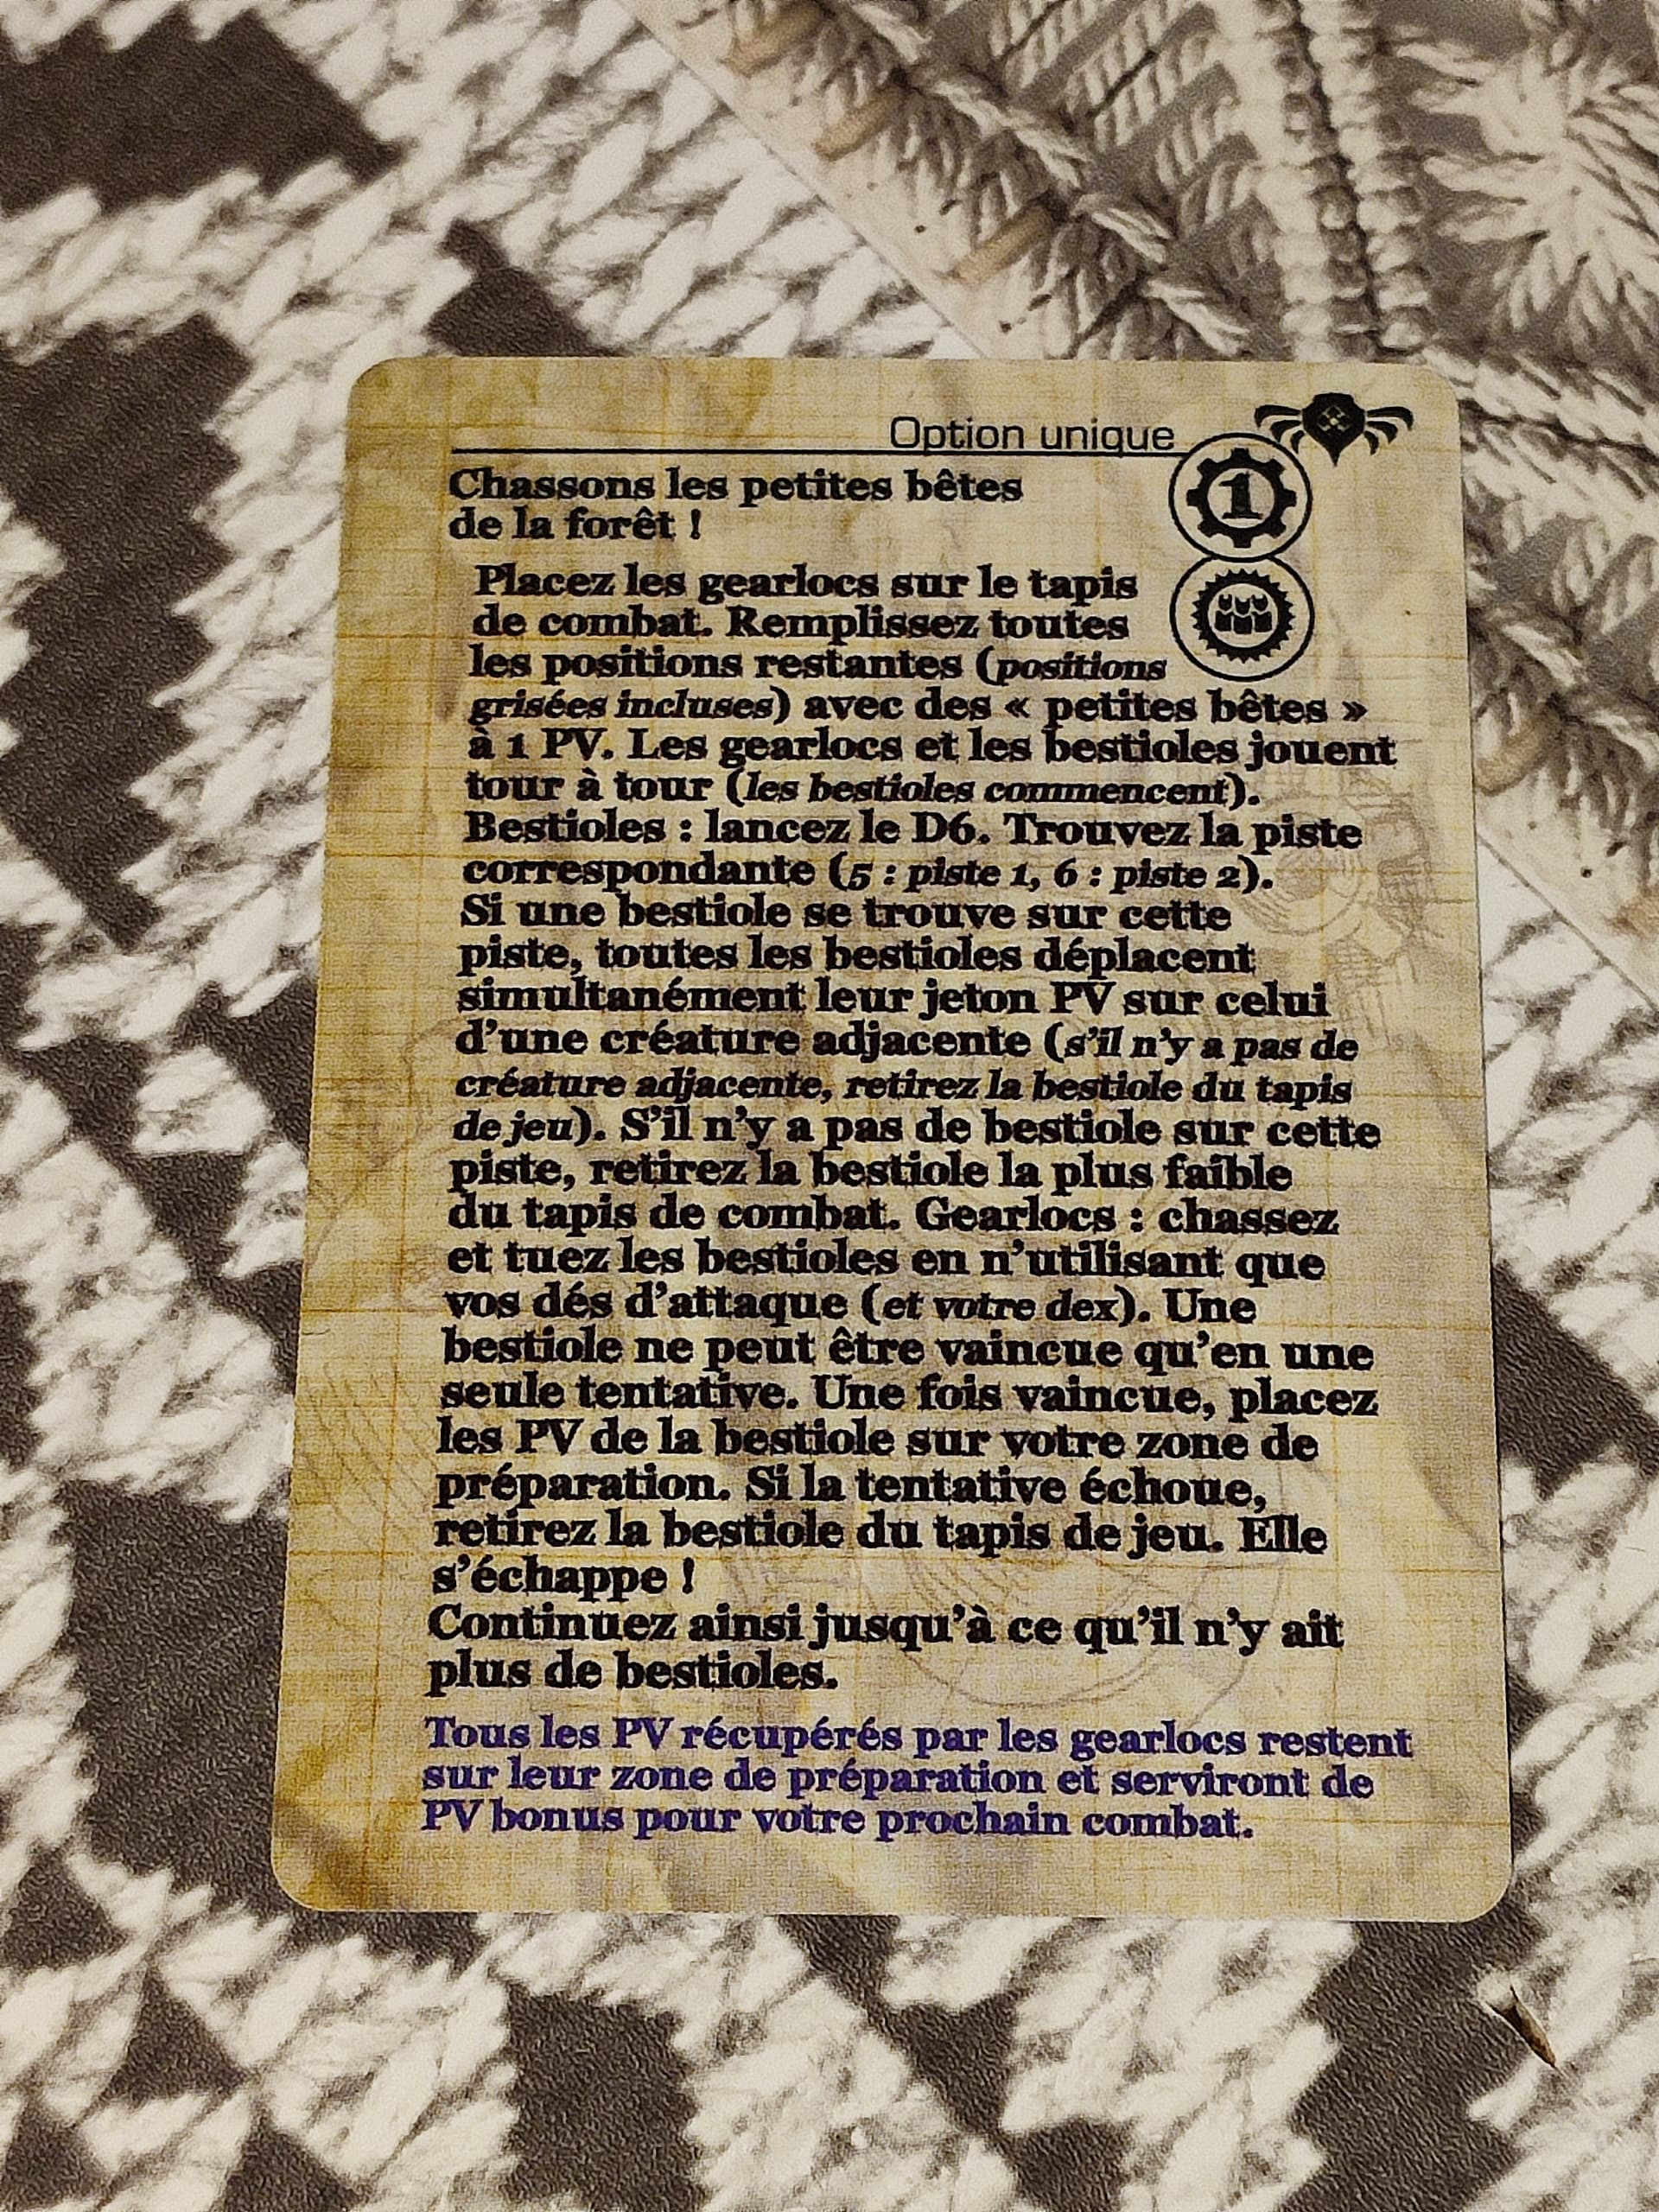 Option unique
Chassons les petites bêtes
de la forêt !
1
Placez les gearlocs sur le tapis
de combat. Remplissez toutes
les positions restantes (positions
grisées incluses) avec des « petites bêtes »
à 1 PV. Les gearlocs et les bestioles jouent
tour à tour (les bestioles commencent).
Bestioles : lancez le D6. Trouvez la piste
correspondante (5 : piste 1, 6 : piste 2).
Si une bestiole se trouve sur cette
piste, toutes les bestioles déplacent
simultanément leur jeton PV sur celui
d'une créature adjacente (s'il n'y a pas de
créature adjacente, retirez la bestiole du tapis
de jeu). S'il n'y a pas de bestiole sur cette
piste, retirez la bestiole la plus faible
du tapis de combat. Gearlocs : chassez
et tuez les bestioles en n'utilisant que
vos dés d'attaque (et votre dex). Une
bestiole ne peut être vaincue qu'en une
seule tentative. Une fois vaincue, placez
les PV de la bestiole sur votre zone de
préparation. Si la tentative échoue,
retirez la bestiole du tapis de jeu. Elle
s'échappe !
Continuez ainsi jusqu'à ce qu'il n'y ait
plus de bestioles.
Tous les PV récupérés par les gearlocs restent
sur leur zone de préparation et serviront de
PV bonus pour votre prochain combat.